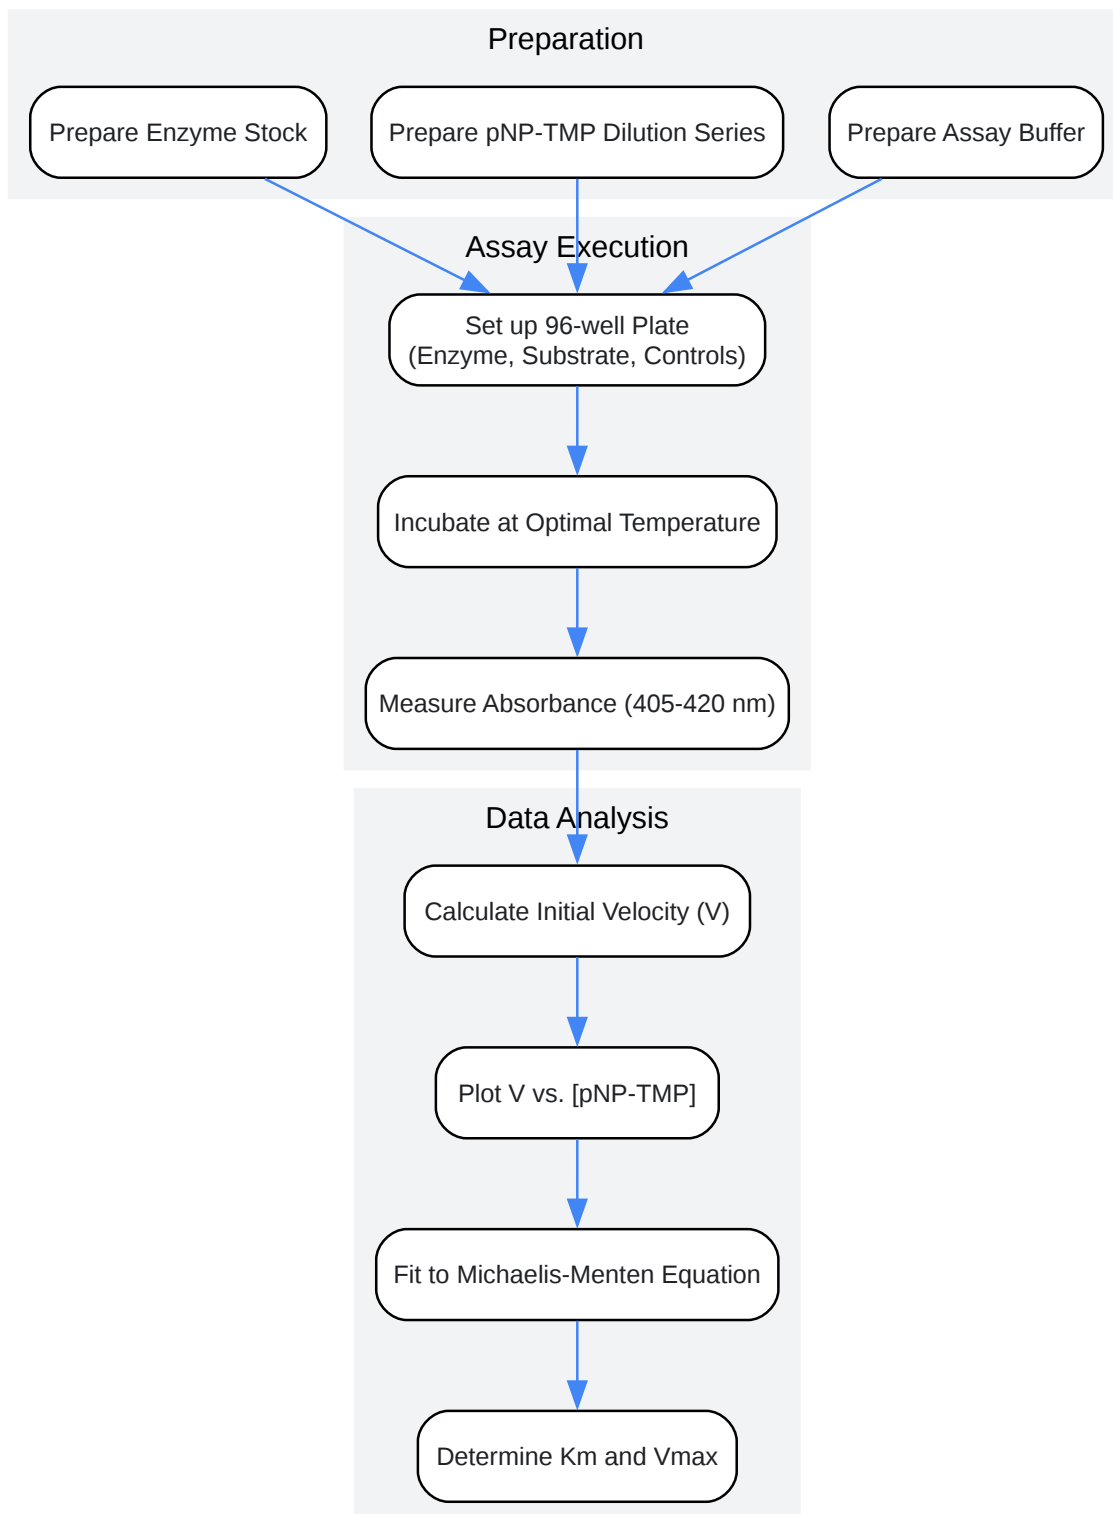 Preparation
Prepare Enzyme Stock
Prepare pNP-TMP Dilution Series
Prepare Assay Buffer
Assay Execution
Set up 96-well Plate
(Enzyme, Substrate, Controls)
Incubate at Optimal Temperature
Measure Absorbance (405-420 nm)
Data Analysis
Calculate Initial Velocity (V)
Plot V vs. [pNP-TMP]
Fit to Michaelis-Menten Equation
Determine Km and Vmax